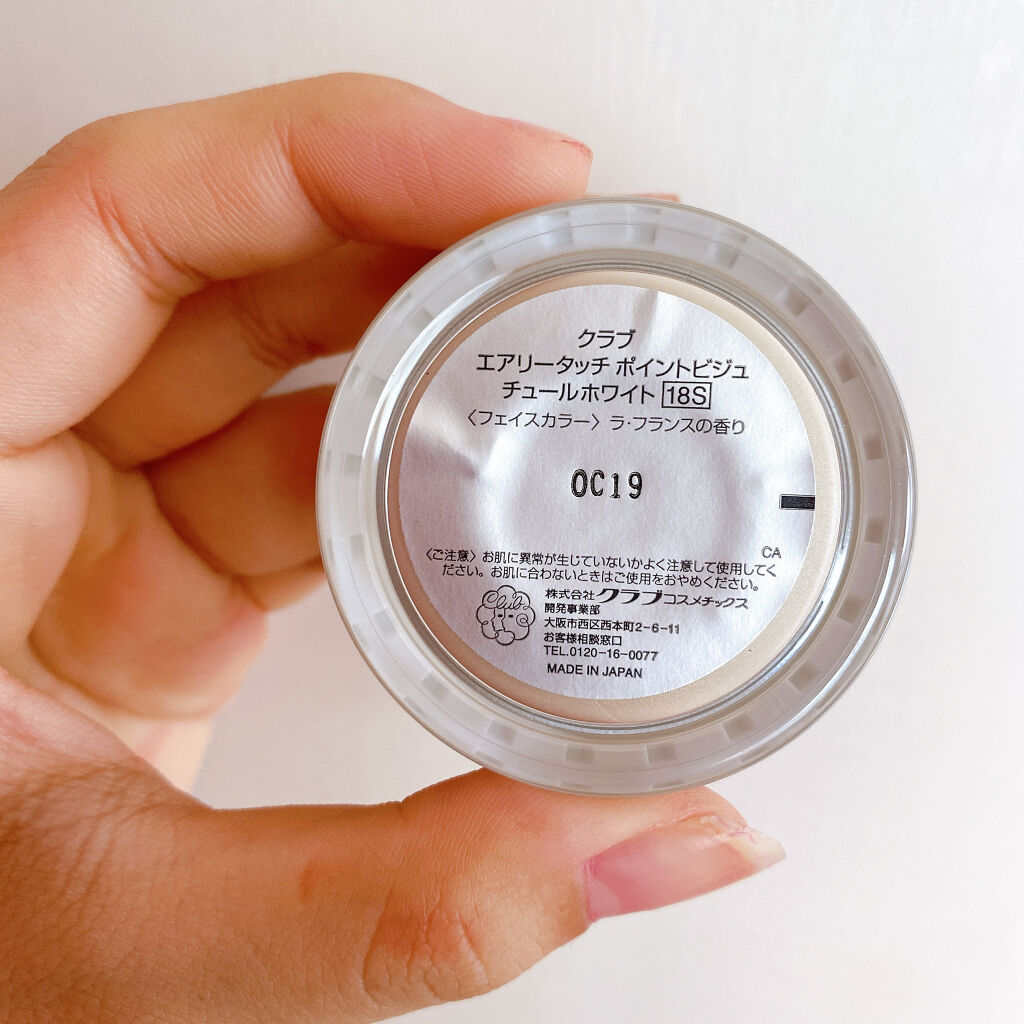 クラブ
エアリータッチ ポイントビジュ
チュールホワイト 18S
〈フェイスカラー〉 ラ・フランスの香り
OC19
CA
〈ご注意〉お肌に異常が生じていないかよく注意して使用してく
ださい。お肌に合わないときはご使用をおやめください。
Club
株式会社クラブコスメチックス
開発事業部
大阪市西区西本町2-6-11
お客様相談窓口
TEL.0120-16-0077
MADE IN JAPAN